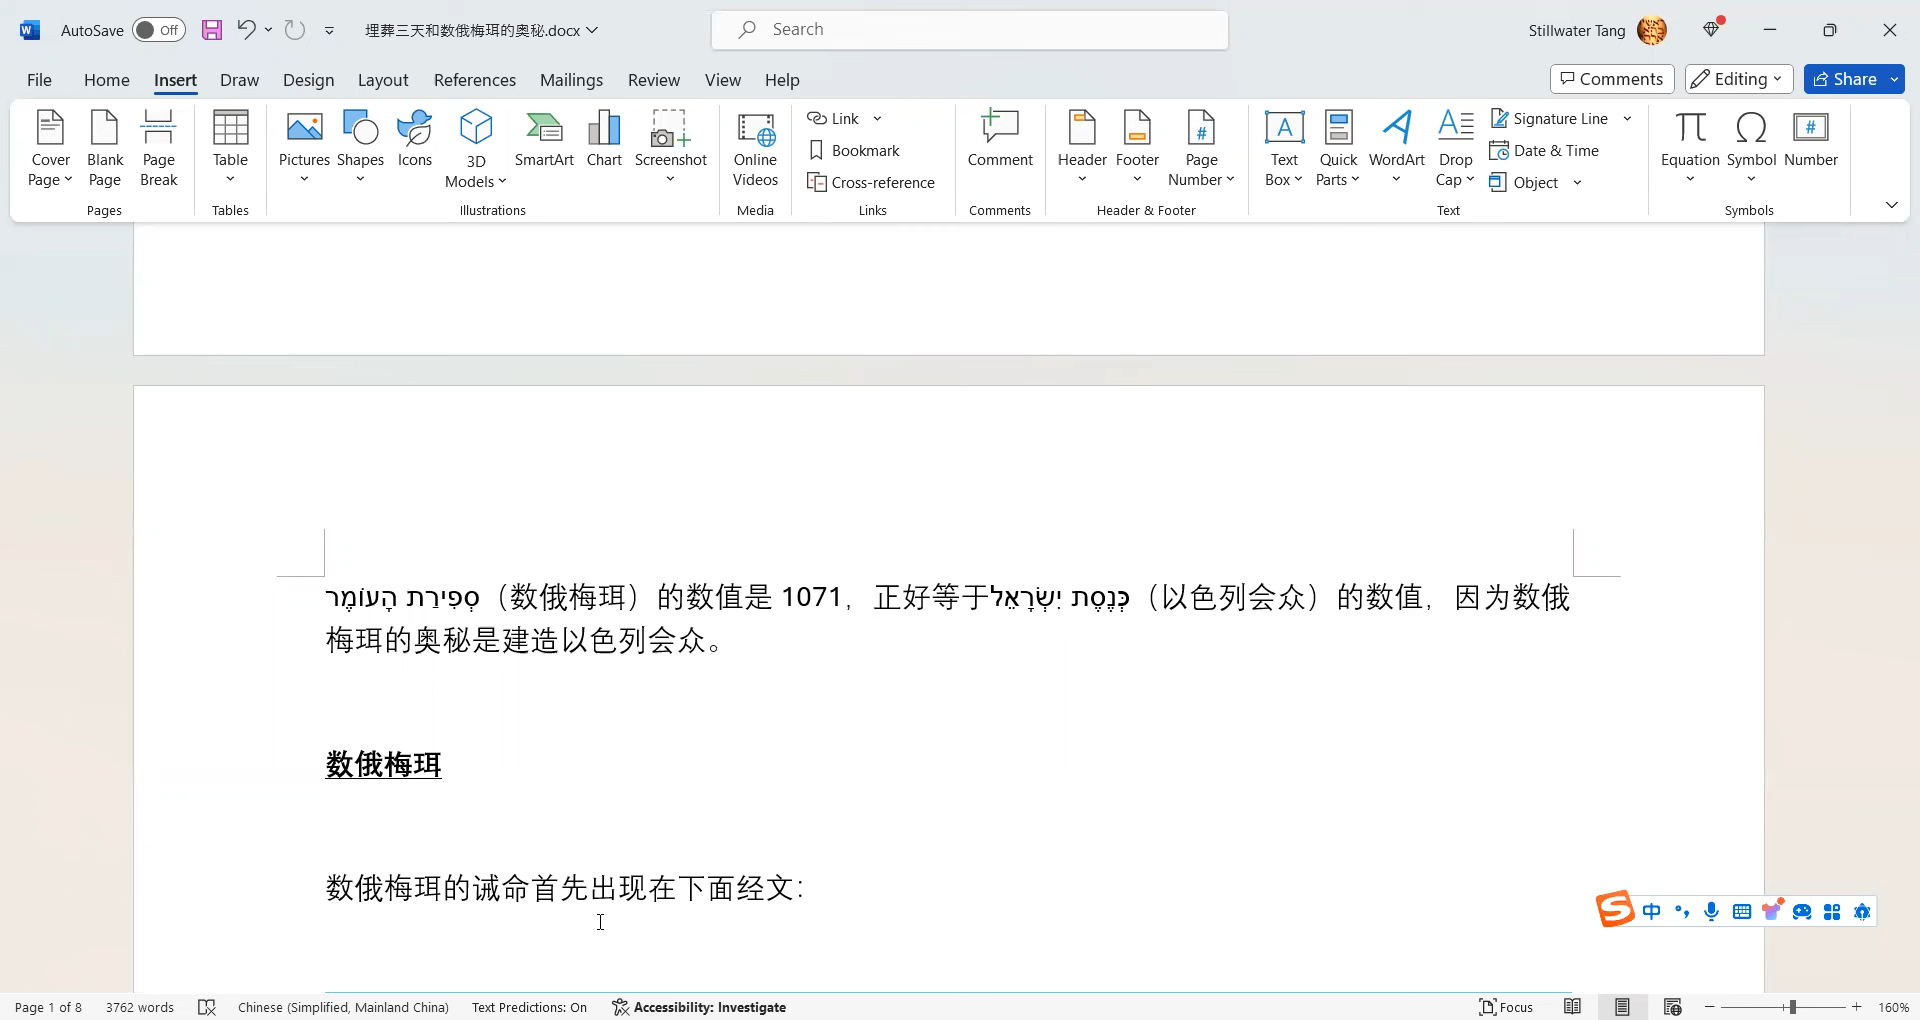 AutoSave Off 埋葬三天和数俄梅珥的奥秘.docx Search Stillwater Tang
File Home Insert Draw Design Layout References Mailings Review View Help Comments Editing Share
Cover Page Blank Page Page Break Table Pictures Shapes Icons 3D Models SmartArt Chart Screenshot Online Videos Link Bookmark Cross-reference Comment Header Footer Page Number Text Box Quick Parts WordArt Drop Cap Signature Line Date & Time Object Equation Symbol Number
Pages Tables Illustrations Media Links Comments Header & Footer Text Symbols
סְפִירַת הָעוֹמֶר（数俄梅珥）的数值是 1071，正好等于כְּנֶסֶת יִשְׂרָאֵל（以色列会众）的数值，因为数俄
梅珥的奥秘是建造以色列会众。
数俄梅珥
数俄梅珥的诫命首先出现在下面经文：
中
Page 1 of 8 3762 words Chinese (Simplified, Mainland China) Text Predictions: On Accessibility: Investigate Focus 160%